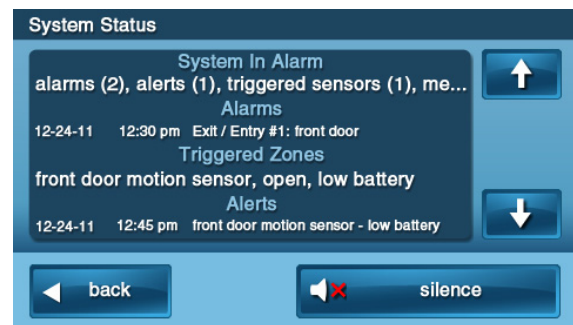 System Status
System In Alarm
alarms (2), alerts (1), triggered sensors (1), me...
Alarms
12-24-11 12:30 pm Exit / Entry #1: front door
Triggered Zones
front door motion sensor, open, low battery
Alerts
12-24-11 12:45 pm front door motion sensor - low battery
back
silence